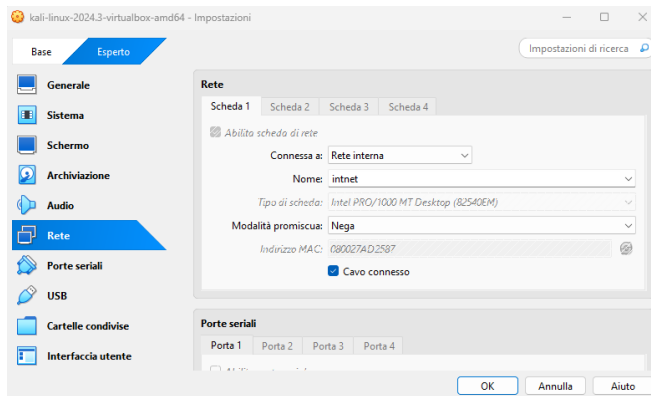 kali-linux-2024.3-virtualbox-amd64 - Impostazioni
Base Esperto Impostazioni di ricerca
Generale
Sistema
Schermo
Archiviazione
Audio
Rete
Porte seriali
USB
Cartelle condivise
Interfaccia utente
Rete
Scheda 1 Scheda 2 Scheda 3 Scheda 4
Abilita scheda di rete
Connessa a: Rete interna
Nome: intnet
Tipo di scheda: Intel PRO/1000 MT Desktop (82540EM)
Modalità promiscua: Nega
Indirizzo MAC: 080027AD2587
Cavo connesso
Porte seriali
Porta 1 Porta 2 Porta 3 Porta 4
OK Annulla Aiuto